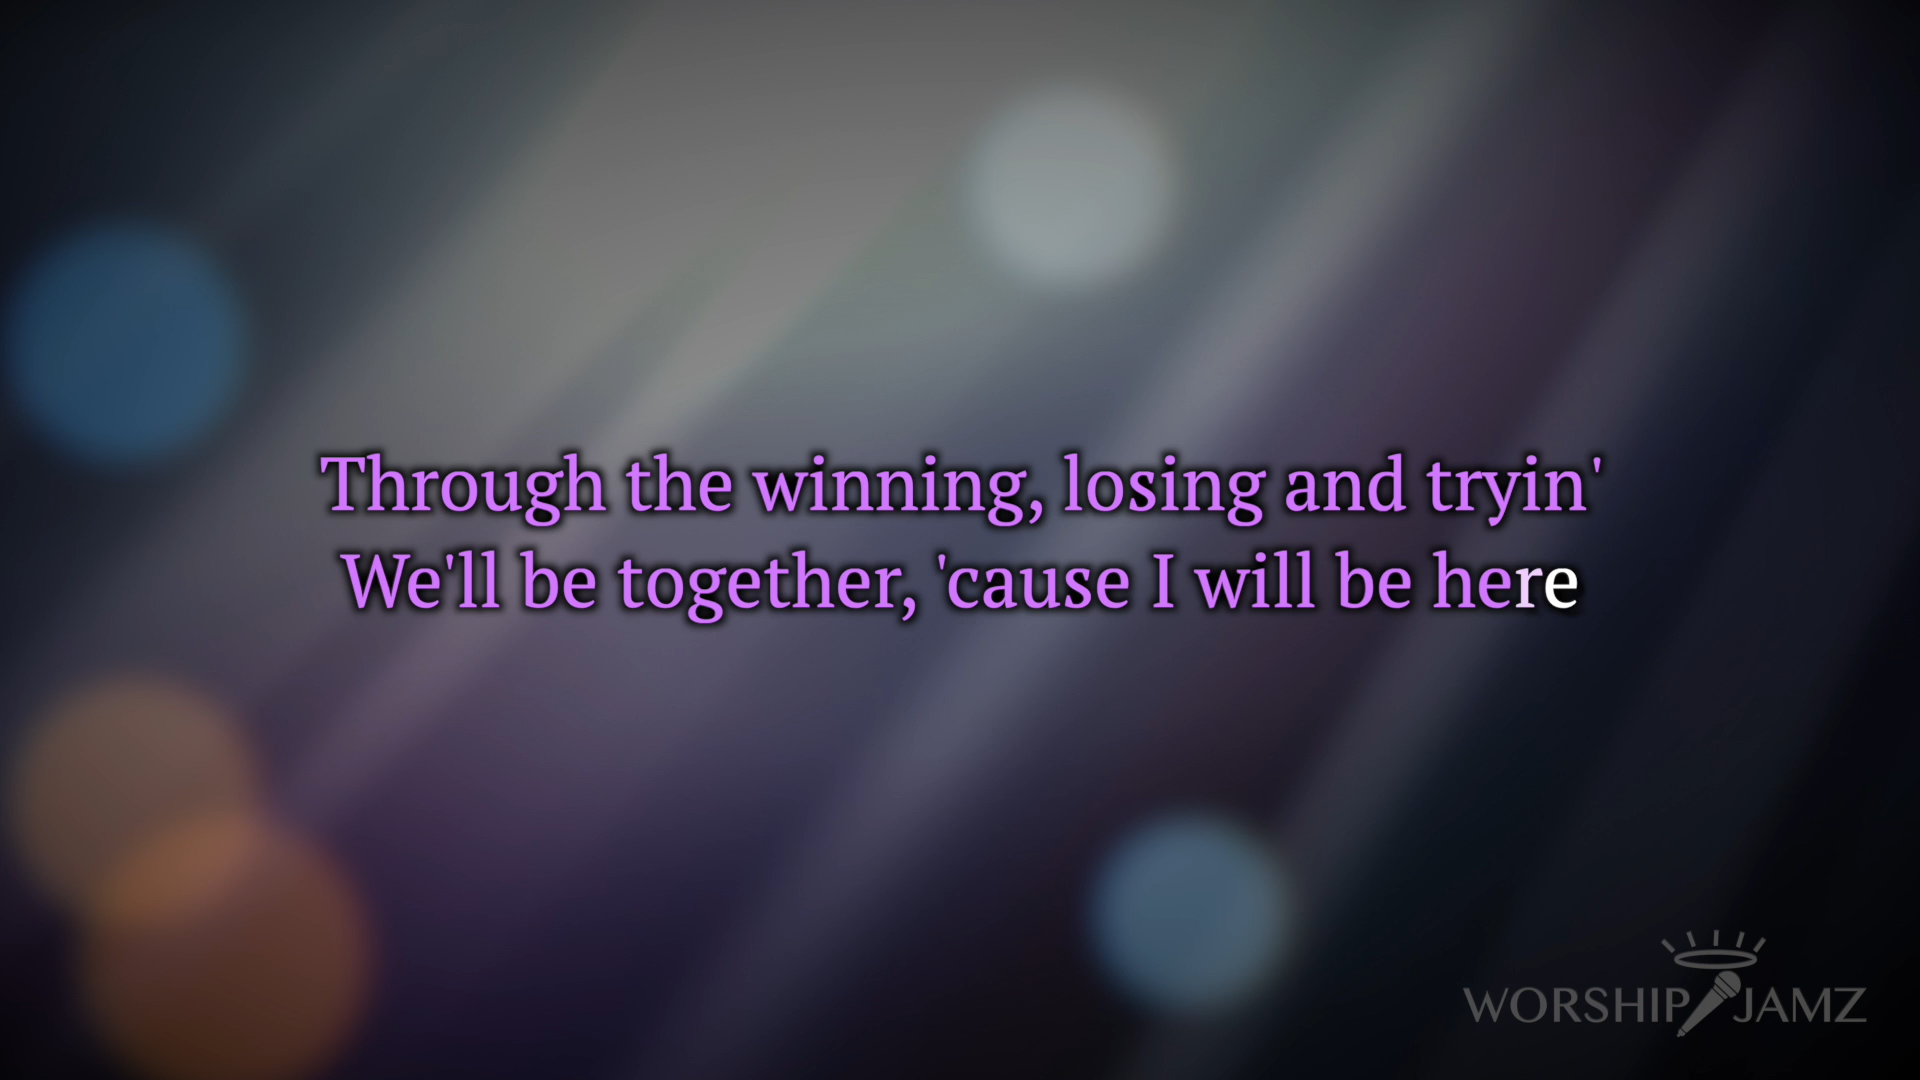 Through the winning, losing and tryin'
We'll be together, 'cause I will be here
WORSHIP JAMZ